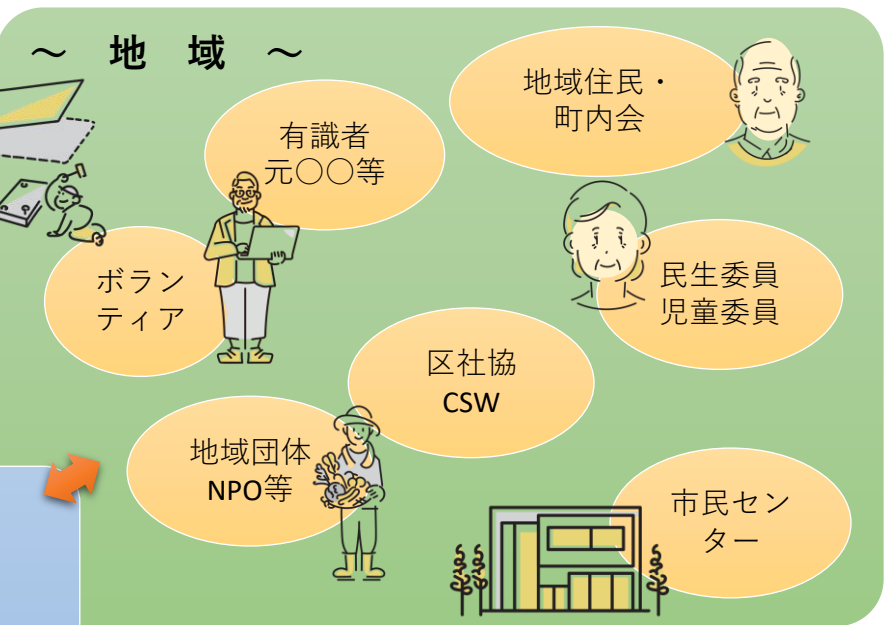 ～ 地 域 ～
地域住民・
町内会
有識者
元○○等
民生委員
児童委員
ボラン
ティア
区社協
CSW
地域団体
NPO等
市民セン
ター